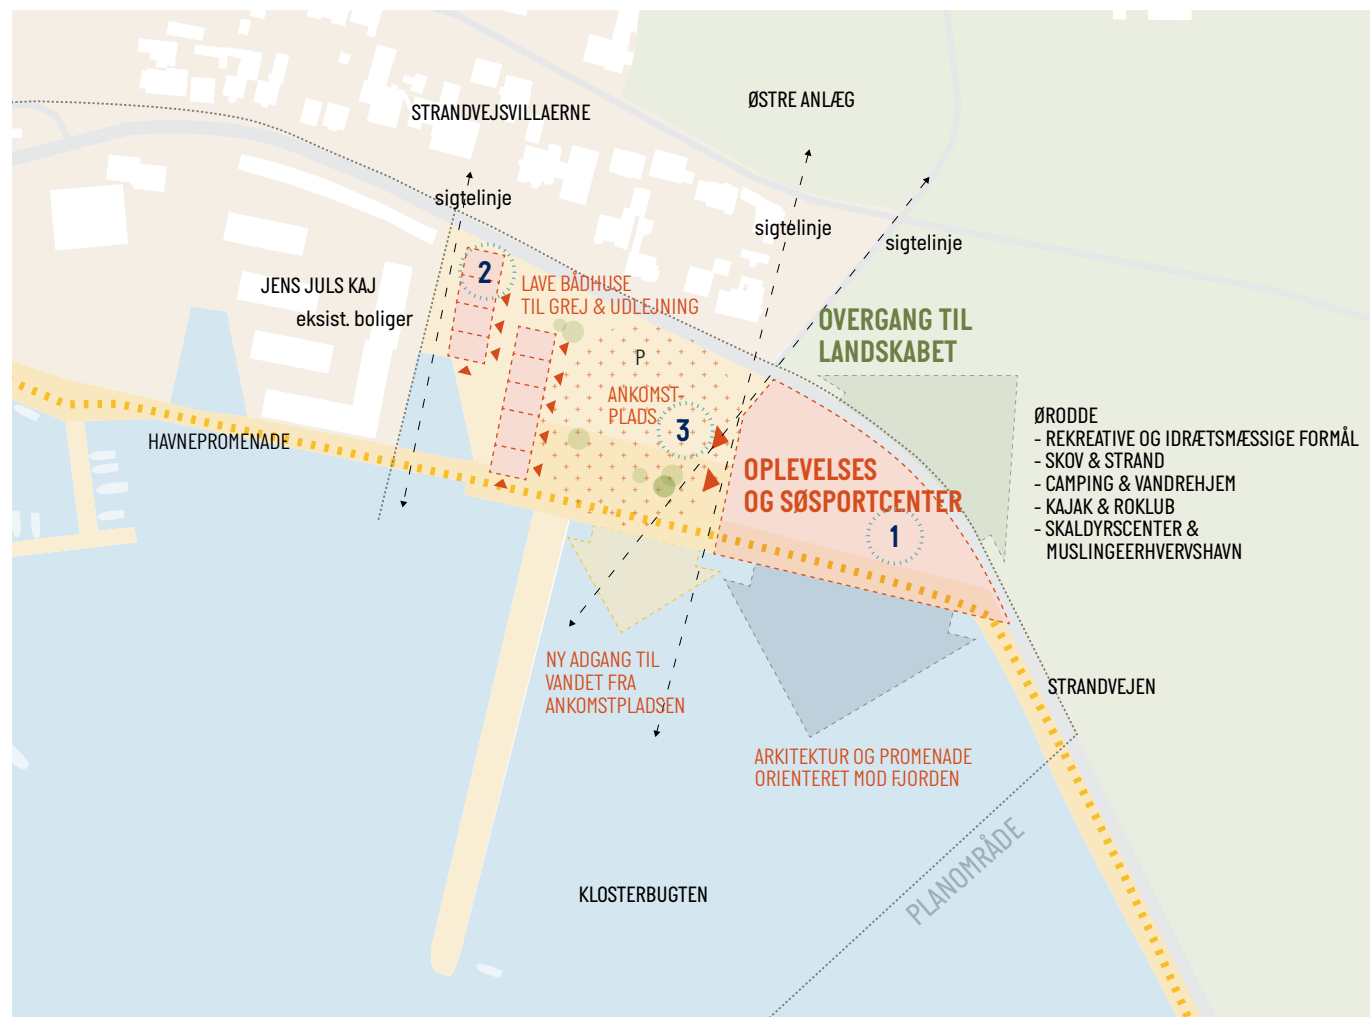 ØSTRE ANLÆG
STRANDVEJSVILLAERNE
sigtelinje
sigtelinje
sigtelinje
2
LAVE BÅDHUSE
TIL GREJ & UDLEJNING
JENS JULS KAJ
eksist. boliger
OVERGANG TIL
LANDSKABET
P
ANKOMST-
PLADS
3
HAVNEPROMENADE
OPLEVELSES
OG SØSPORTCENTER
1
ØRODDE
- REKREATIVE OG IDRÆTSMÆSSIGE FORMÅL
- SKOV & STRAND
- CAMPING & VANDREHJEM
- KAJAK & ROKLUB
- SKALDYRSCENTER &
MUSLINGEERHVERVSHAVN
NY ADGANG TIL
VANDET FRA
ANKOMSTPLADSEN
STRANDVEJEN
ARKITEKTUR OG PROMENADE
ORIENTERET MOD FJORDEN
PLANOMRÅDE
KLOSTERBUGTEN